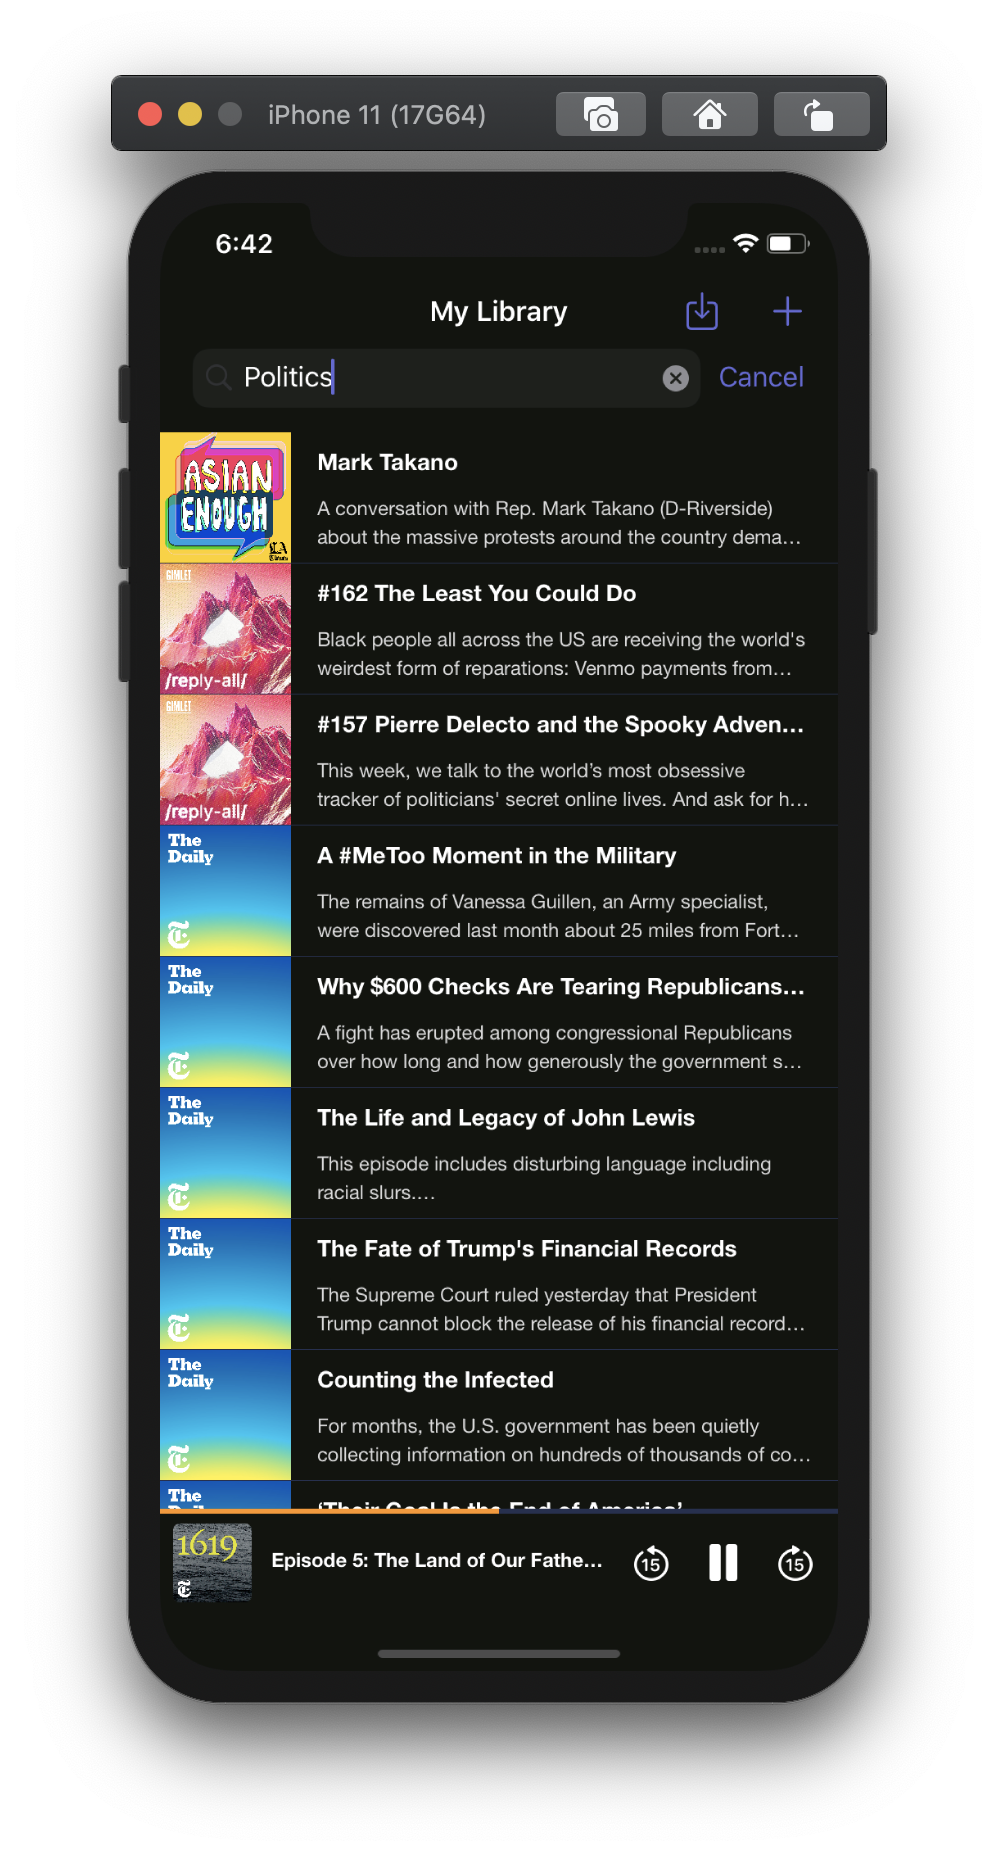 iPhone 11 (17G64)
6:42
My Library
Politics
Cancel
ASIAN
ENOUGH
LA
Times
Mark Takano
A conversation with Rep. Mark Takano (D-Riverside)
about the massive protests around the country dema...
GIMLET
/reply-all/
#162 The Least You Could Do
Black people all across the US are receiving the world's
weirdest form of reparations: Venmo payments from...
GIMLET
/reply-all/
#157 Pierre Delecto and the Spooky Adven...
This week, we talk to the world’s most obsessive
tracker of politicians' secret online lives. And ask for h...
The
Daily
T
A #MeToo Moment in the Military
The remains of Vanessa Guillen, an Army specialist,
were discovered last month about 25 miles from Fort...
The
Daily
T
Why $600 Checks Are Tearing Republicans...
A fight has erupted among congressional Republicans
over how long and how generously the government s...
The
Daily
T
The Life and Legacy of John Lewis
This episode includes disturbing language including
racial slurs....
The
Daily
T
The Fate of Trump's Financial Records
The Supreme Court ruled yesterday that President
Trump cannot block the release of his financial record...
The
Daily
T
Counting the Infected
For months, the U.S. government has been quietly
collecting information on hundreds of thousands of co...
The
Daily
‘Their Goal Is the End of America’
1619
T
Episode 5: The Land of Our Fathe...
15
15